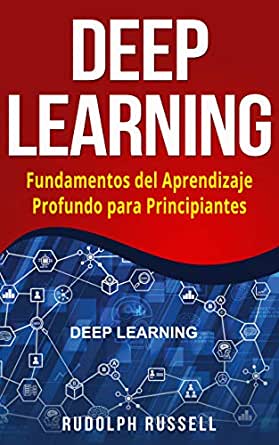 DEEP
LEARNING
Fundamentos del Aprendizaje
Profundo para Principiantes
DEEP LEARNING
RUDOLPH RUSSELL